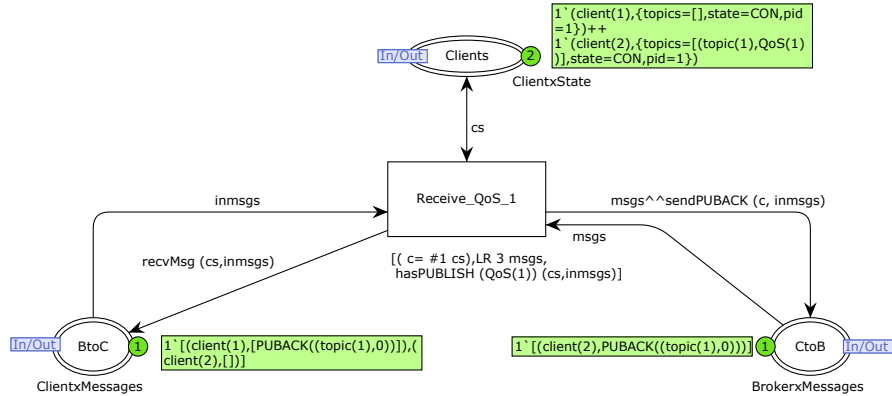 1`(client(1),{topics=[],state=CON,pid
=1})++
1`(client(2),{topics=[(topic(1),QoS(1)
)],state=CON,pid=1})
In/Out
Clients
2
ClientxState
cs
Receive_QoS_1
inmsgs
msgs^^sendPUBACK (c, inmsgs)
msgs
recvMsg (cs,inmsgs)
[( c= #1 cs),LR 3 msgs,
hasPUBLISH (QoS(1)) (cs,inmsgs)]
In/Out
BtoC
1
1`[(client(1),[PUBACK((topic(1),0))]),(
client(2),[])]
ClientxMessages
1`[(client(2),PUBACK((topic(1),0)))]
1
CtoB
In/Out
BrokerxMessages